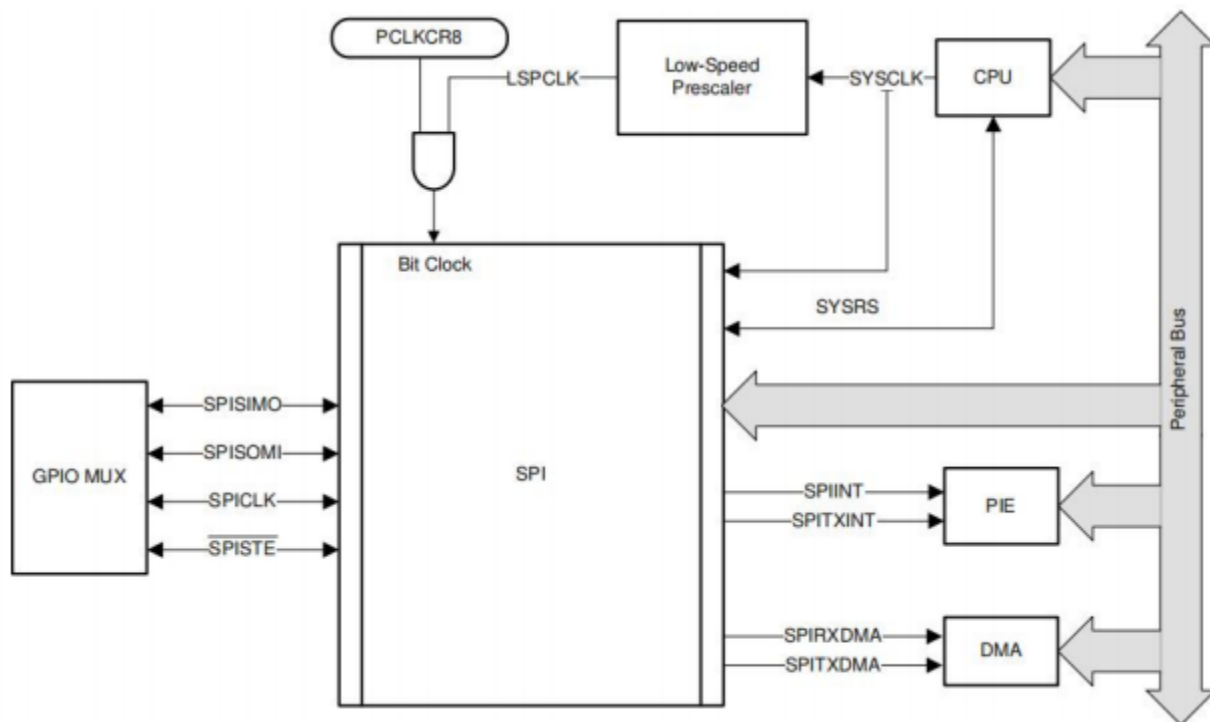 PCLKCR8
LSPCLK
Low-Speed
Prescaler
SYSCLK
CPU
Bit Clock
SYSRS
Peripheral Bus
GPIO MUX
SPISIMO
SPISOMI
SPICLK
SPISTE
SPI
SPIINT
SPITXINT
PIE
SPIRXDMA
SPITXDMA
DMA